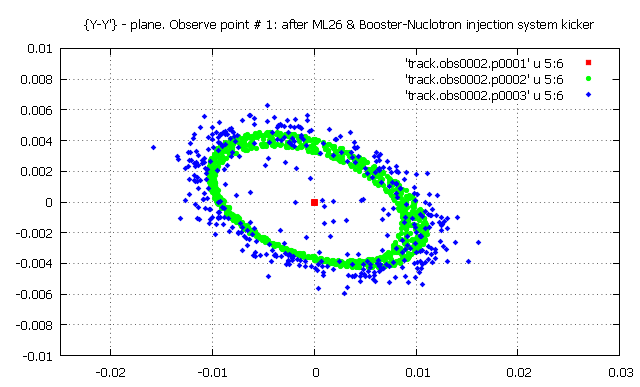 {Y-Y'} - plane. Observe point # 1: after ML26 & Booster-Nuclotron injection system kicker
0.01
'track.obs0002.p0001' u 5:6
0.008
'track.obs0002.p0002' u 5:6
0.006
'track.obs0002.p0003' u 5:6
0.004
0.002
0
-0.002
-0.004
-0.006
-0.008
-0.01
-0.02 -0.01 0 0.01 0.02 0.03